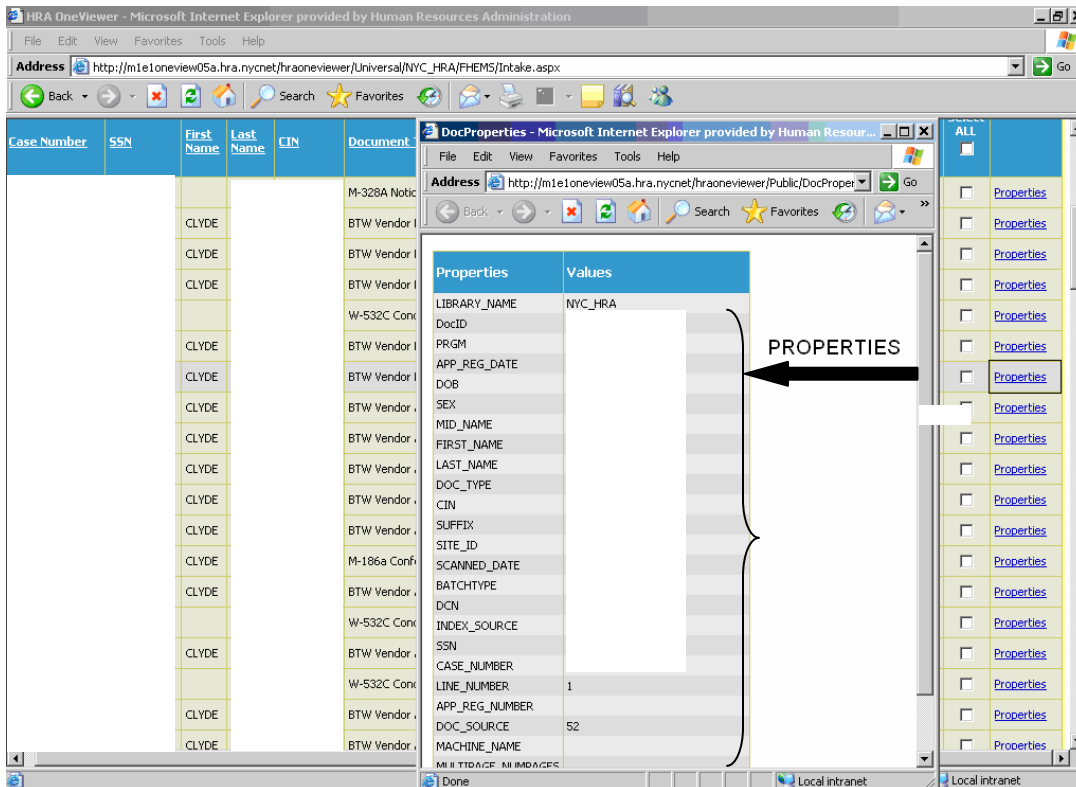 HRA OneViewer - Microsoft Internet Explorer provided by Human Resources Administration
File Edit View Favorites Tools Help
Address http://m1e1oneview05a.hra.nycnet/hraoneviewer/Universal/NYC_HRA/FHEMS/Intake.aspx Go
Back Search Favorites
Case Number SSN First Name Last Name CIN Document ALL
M-328A Notic Properties
CLYDE BTW Vendor Properties
CLYDE BTW Vendor Properties
CLYDE BTW Vendor Properties
W-532C Conc Properties
CLYDE BTW Vendor Properties
CLYDE BTW Vendor Properties
CLYDE BTW Vendor Properties
CLYDE BTW Vendor Properties
CLYDE BTW Vendor Properties
CLYDE BTW Vendor Properties
CLYDE BTW Vendor Properties
CLYDE M-186a Conf Properties
CLYDE BTW Vendor Properties
W-532C Conc Properties
CLYDE BTW Vendor Properties
W-532C Conc Properties
CLYDE BTW Vendor Properties
CLYDE BTW Vendor Properties
DocProperties - Microsoft Internet Explorer provided by Human Resour...
File Edit View Favorites Tools Help
Address http://m1e1oneview05a.hra.nycnet/hraoneviewer/Public/DocProper Go
Back Search Favorites »
Properties Values
LIBRARY_NAME NYC_HRA
DocID
PRGM
APP_REG_DATE
DOB
SEX
MID_NAME
FIRST_NAME
LAST_NAME
DOC_TYPE
CIN
SUFFIX
SITE_ID
SCANNED_DATE
BATCHTYPE
DCN
INDEX_SOURCE
SSN
CASE_NUMBER
LINE_NUMBER 1
APP_REG_NUMBER
DOC_SOURCE 52
MACHINE_NAME
MULTIPAGE_NUMPAGES
PROPERTIES
Done Local intranet
Local intranet